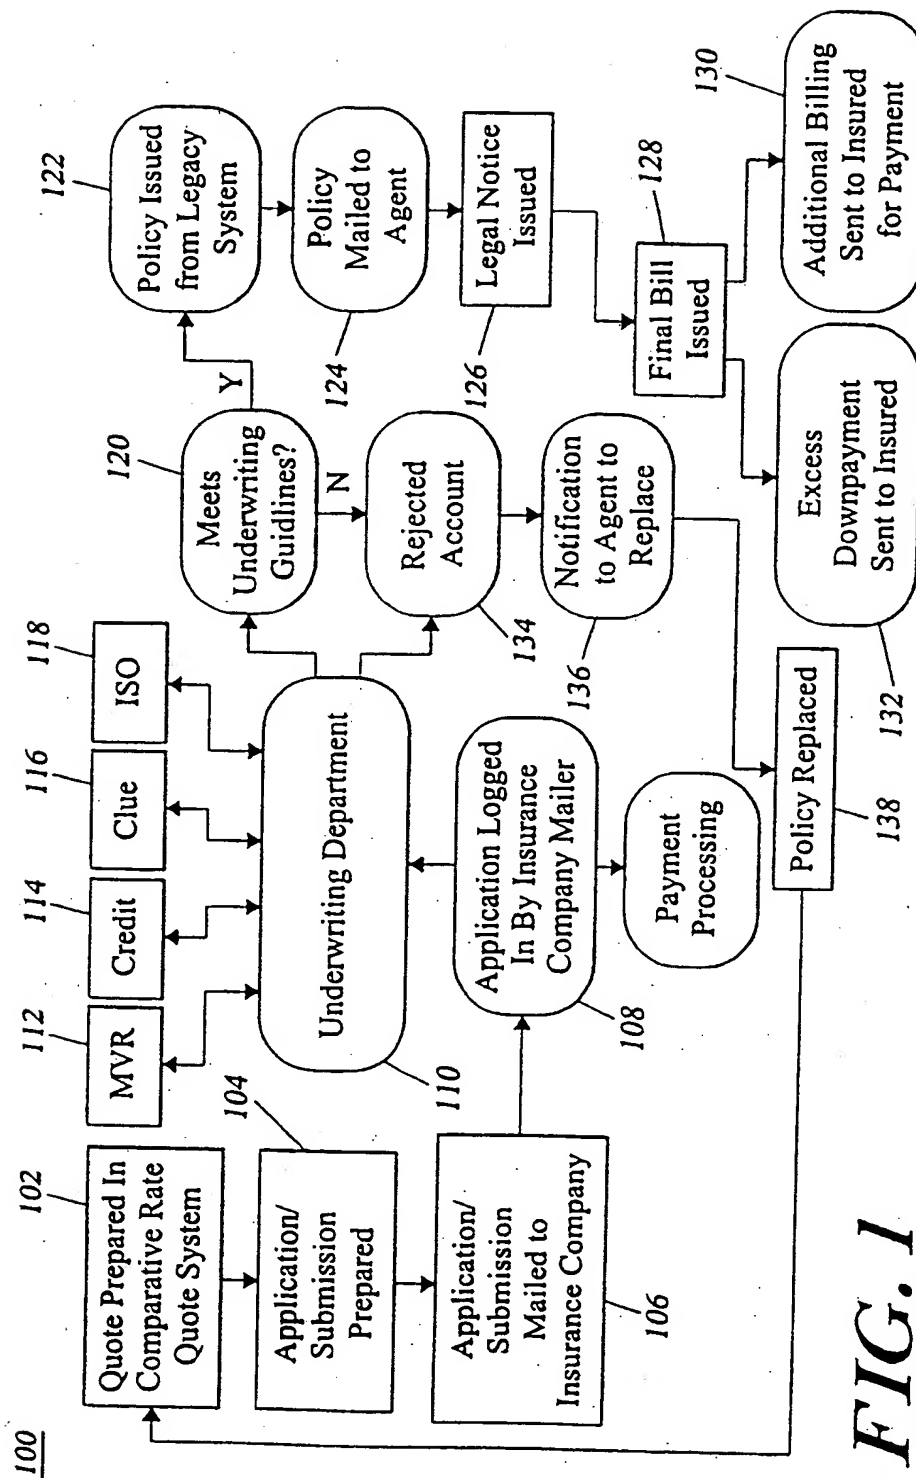 100
102
Quote Prepared In
Comparative Rate
Quote System
104
Application/
Submission
Prepared
Application/
Submission
Mailed to
Insurance Company
106
112
MVR
114
Credit
116
Clue
118
ISO
Underwriting Department
110
Application Logged
In By Insurance
Company Mailer
108
Payment
Processing
120
Meets
Underwriting
Guidlines?
Y
N
Rejected
Account
134
Notification
to Agent to
Replace
136
Policy Replaced
138
122
Policy Issued
from Legacy
System
Policy
Mailed to
Agent
124
Legal Notice
Issued
126
128
Final Bill
Issued
130
Additional Billing
Sent to Insured
for Payment
Excess
Downpayment
Sent to Insured
132
FIG. 1